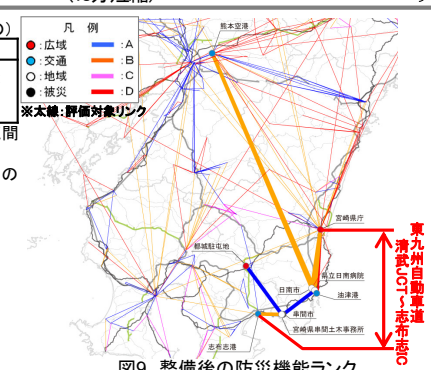 凡 例
●:広域
●:交通
○:地域
●:被災
:A
:B
:C
:D
※太線:評価対象リンク
間
の
熊本空港
宮崎県庁
都城駐屯地
県立日南病院
日南市
油津港
串間市
宮崎県串間土木事務所
志布志港
東九州自動車道
清武JCT~志布志IC
図9 整備後の防災機能ランク